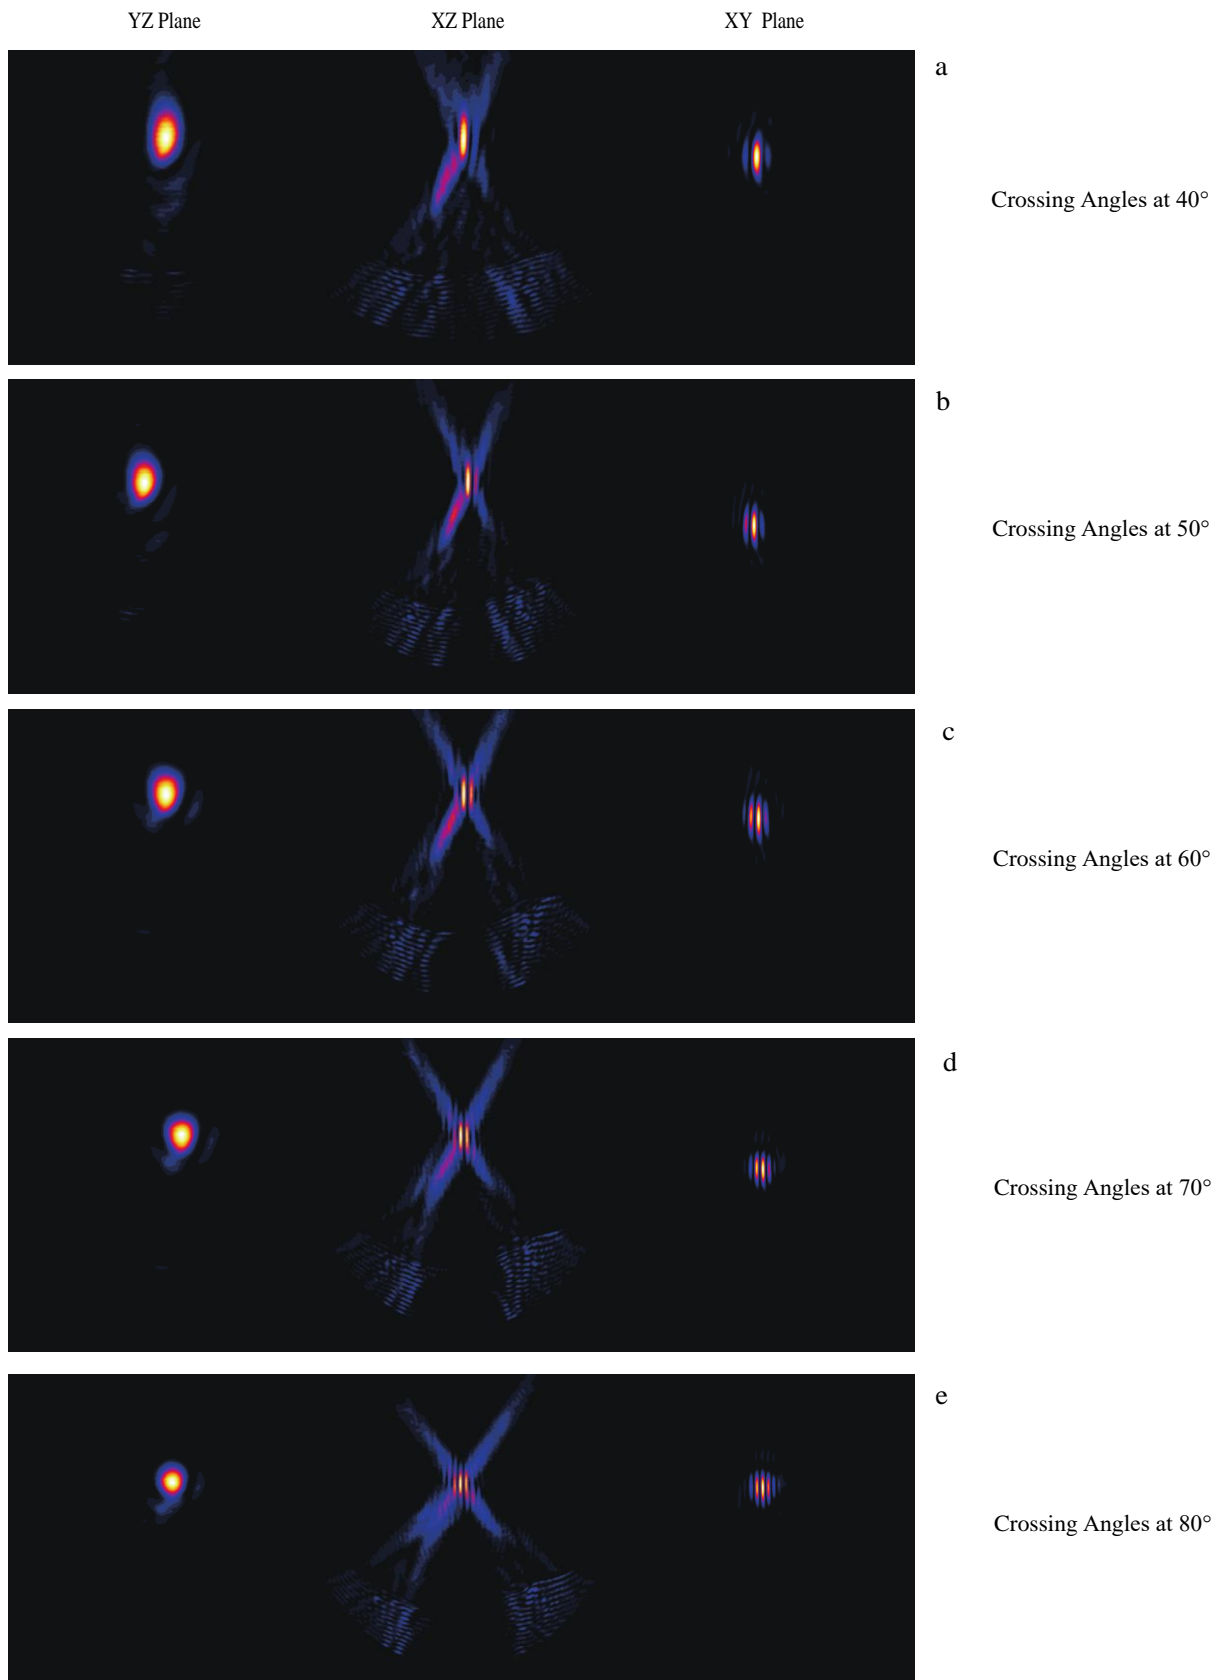 YZ Plane XZ Plane XY Plane
a
Crossing Angles at 40°
b
Crossing Angles at 50°
c
Crossing Angles at 60°
d
Crossing Angles at 70°
e
Crossing Angles at 80°